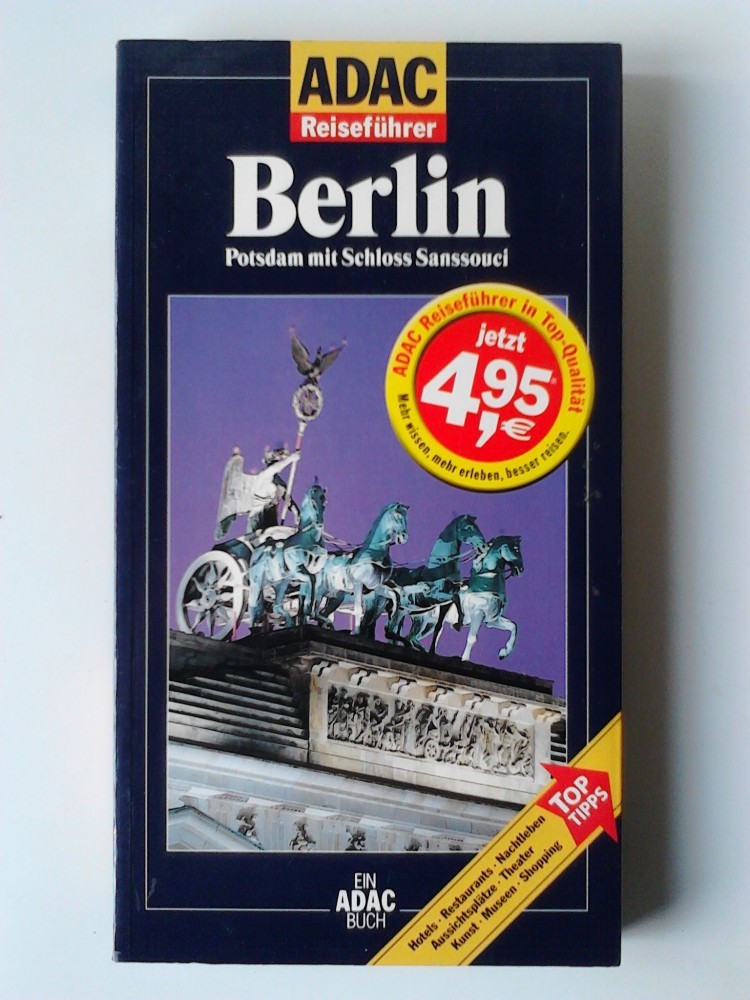 ADAC
Reiseführer
Berlin
Potsdam mit Schloss Sanssouci
ADAC Reiseführer in Top-Qualität
jetzt
4,95 €
Mehr wissen, mehr erleben, besser reisen.
TOP
TIPPS
Hotels · Restaurants · Nachtleben
Aussichtsplätze · Theater
Kunst · Museen · Shopping
EIN
ADAC
BUCH